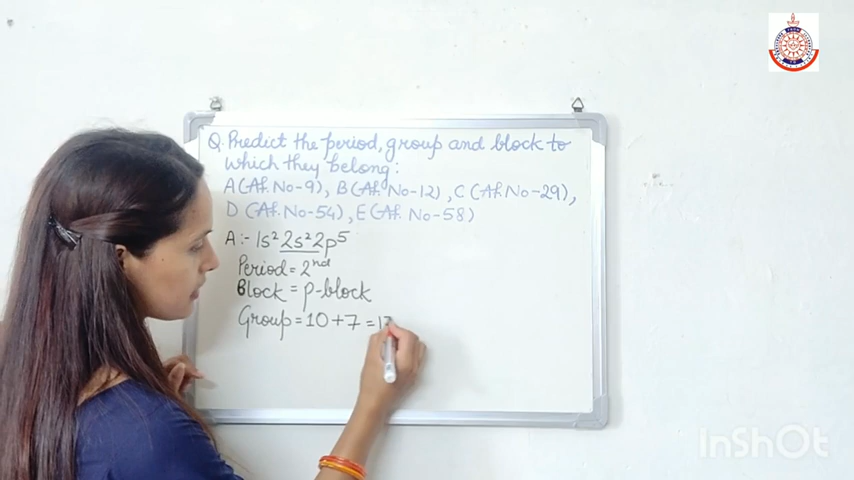 Q. Predict the period, group and block to
which they belong:
A (At. No-9), B (At. No-12), C (At. No-29),
D (At. No-54), E (At. No-58)
A :- 1s² 2s² 2p⁵
Period = 2nd
Block = p-block
Group = 10 + 7 = 17
InShOt